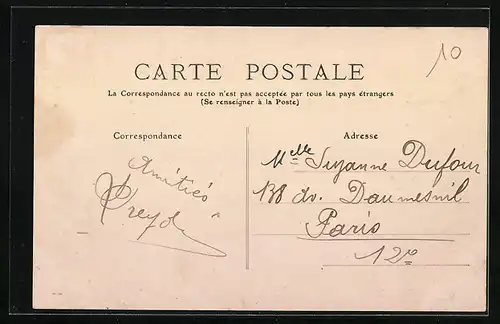 10
CARTE POSTALE
La Correspondance au recto n'est pas acceptée par tous les pays étrangers
(Se renseigner à la Poste)
Correspondance
Amitiés
Adresse
Melle Suzanne Dufour
138 Av. Daumesnil
Paris
12e